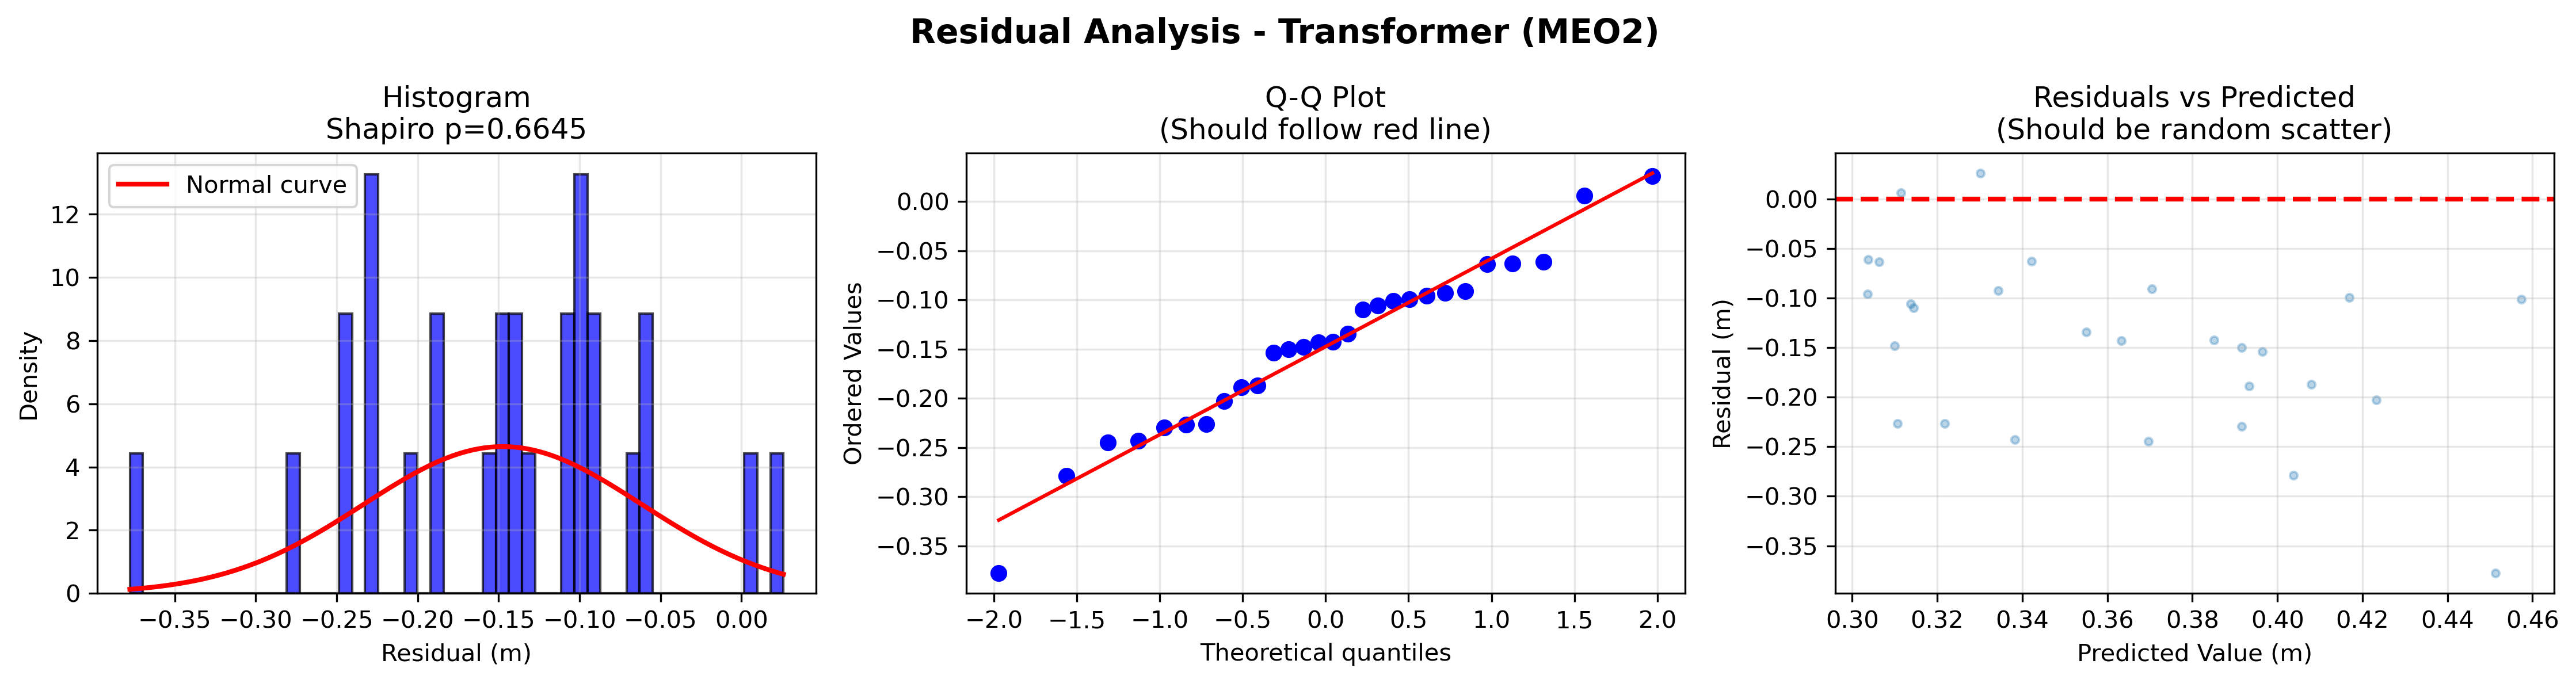 Residual Analysis - Transformer (MEO2)
Histogram
Shapiro p=0.6645
Normal curve
Density
12
10
8
6
4
2
0
−0.35 −0.30 −0.25 −0.20 −0.15 −0.10 −0.05 0.00
Residual (m)
Q-Q Plot
(Should follow red line)
Ordered Values
0.00
−0.05
−0.10
−0.15
−0.20
−0.25
−0.30
−0.35
−2.0 −1.5 −1.0 −0.5 0.0 0.5 1.0 1.5 2.0
Theoretical quantiles
Residuals vs Predicted
(Should be random scatter)
Residual (m)
0.00
−0.05
−0.10
−0.15
−0.20
−0.25
−0.30
−0.35
0.30 0.32 0.34 0.36 0.38 0.40 0.42 0.44 0.46
Predicted Value (m)